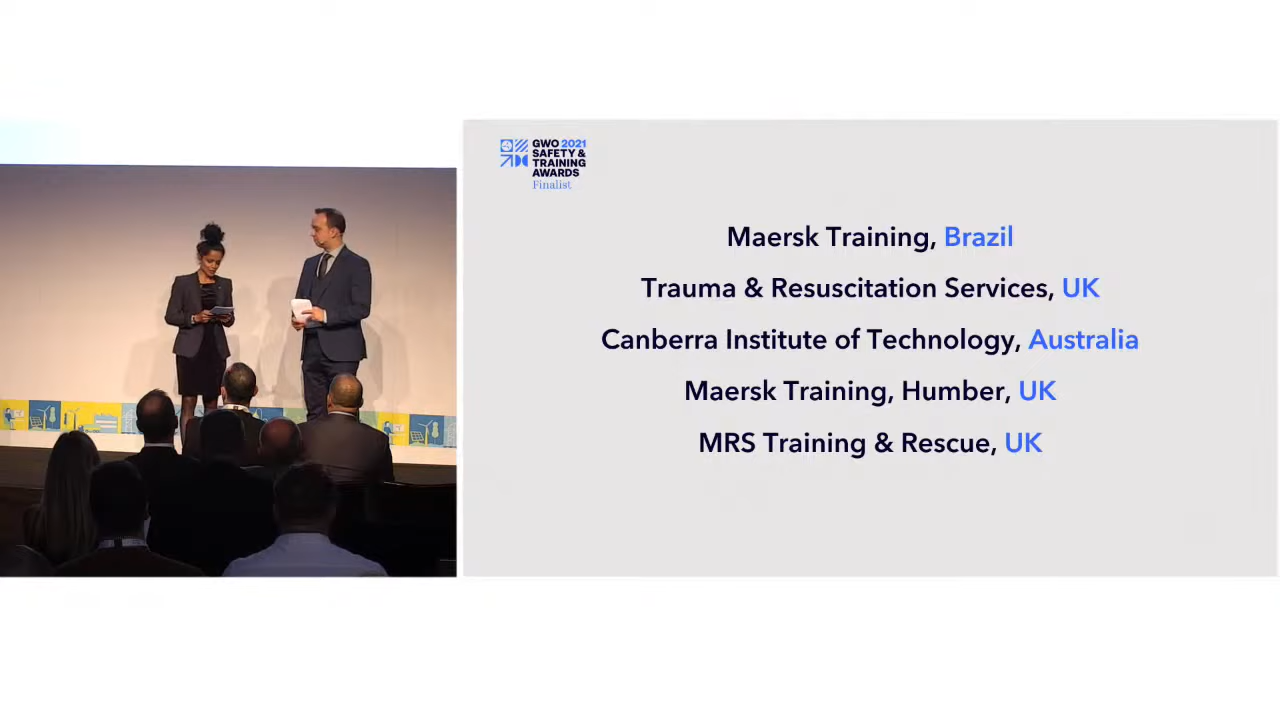 GWO 2021
SAFETY &
TRAINING
AWARDS
Finalist
Maersk Training, Brazil
Trauma & Resuscitation Services, UK
Canberra Institute of Technology, Australia
Maersk Training, Humber, UK
MRS Training & Rescue, UK